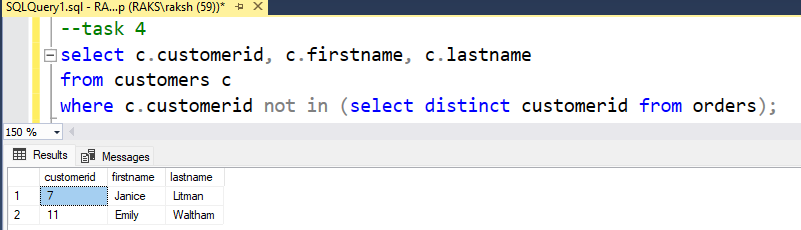 SQLQuery1.sql - RA...p (RAKS\raksh (59))*
--task 4
select c.customerid, c.firstname, c.lastname
from customers c
where c.customerid not in (select distinct customerid from orders);
150 %
Results Messages
customerid firstname lastname
1 7 Janice Litman
2 11 Emily Waltham